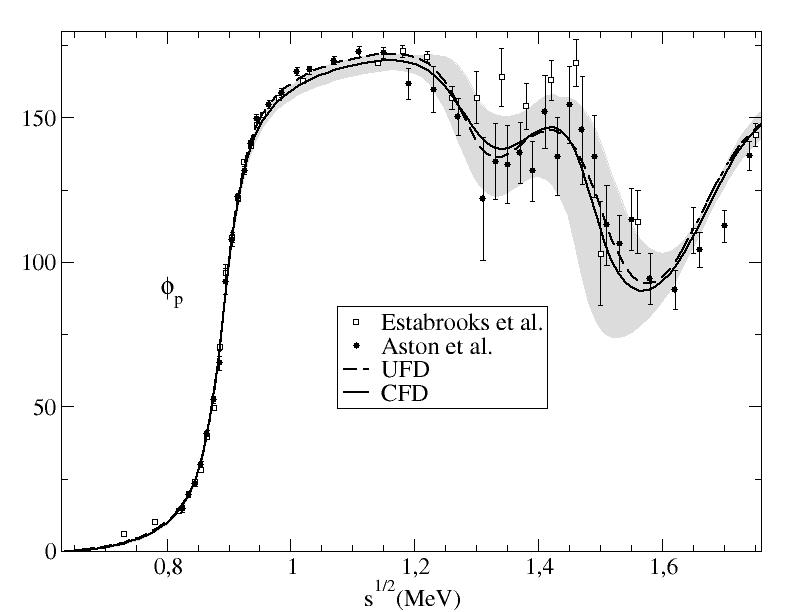 150
100
50
0
ϕp
Estabrooks et al.
Aston et al.
UFD
CFD
0,8 1 1,2 1,4 1,6
s1/2(MeV)